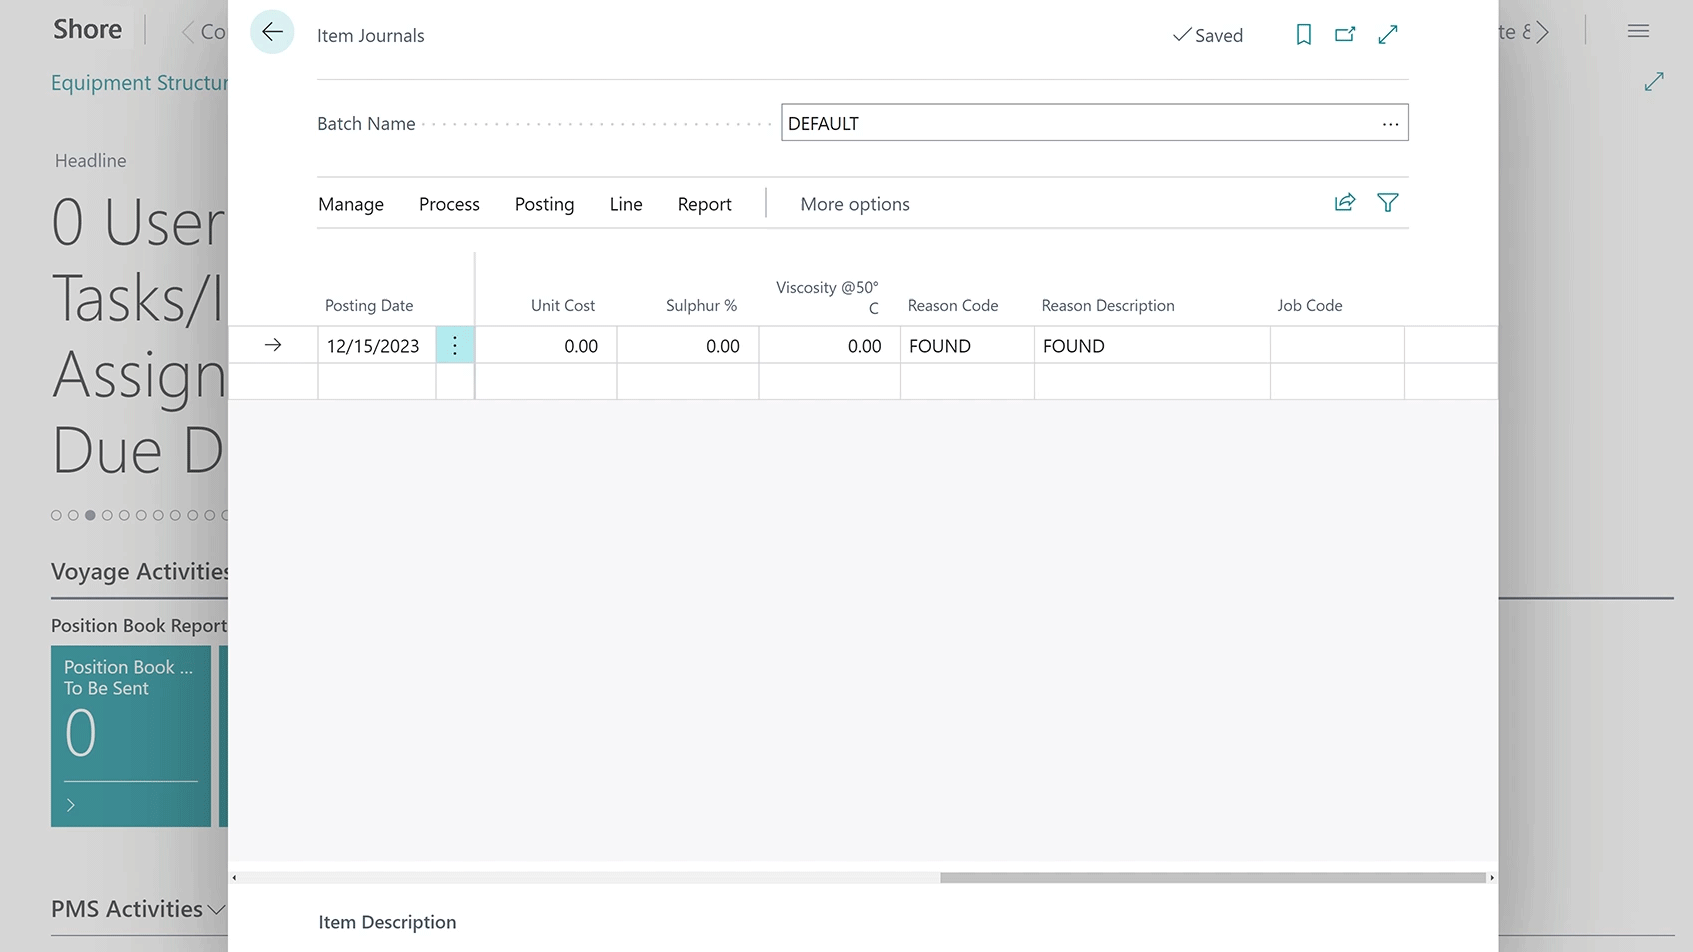 Shore
Co
Item Journals
Saved
te &
Equipment Structur
Batch Name
DEFAULT
...
Headline
0 User
Tasks/I
Assign
Due D
Manage
Process
Posting
Line
Report
More options
Posting Date
Unit Cost
Sulphur %
Viscosity @50°
C
Reason Code
Reason Description
Job Code
12/15/2023
0.00
0.00
0.00
FOUND
FOUND
Voyage Activities
Position Book Report
Position Book ...
To Be Sent
0
PMS Activities
Item Description